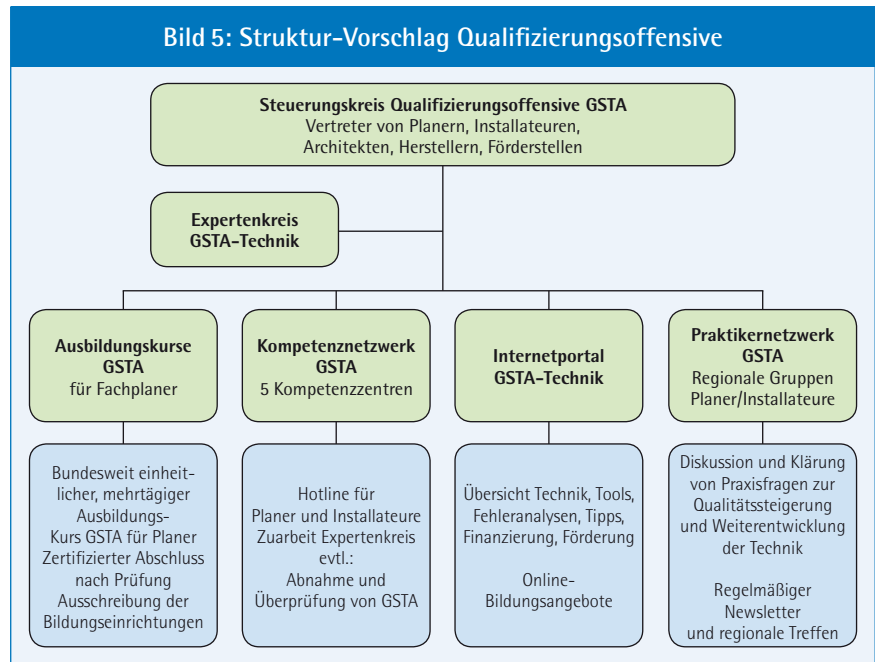 Bild 5: Struktur-Vorschlag Qualifizierungsoffensive
Steuerungskreis Qualifizierungsoffensive GSTA
Vertreter von Planern, Installateuren,
Architekten, Herstellern, Förderstellen
Expertenkreis
GSTA-Technik
Ausbildungskurse
GSTA
für Fachplaner
Kompetenznetzwerk
GSTA
5 Kompetenzzentren
Internetportal
GSTA-Technik
Praktikernetzwerk
GSTA
Regionale Gruppen
Planer/Installateure
Bundesweit einheit-
licher, mehrtägiger
Ausbildungs-
Kurs GSTA für Planer
Zertifizierter Abschluss
nach Prüfung
Ausschreibung der
Bildungseinrichtungen
Hotline für
Planer und Installateure
Zuarbeit Expertenkreis
evtl.:
Abnahme und
Überprüfung von GSTA
Übersicht Technik, Tools,
Fehleranalysen, Tipps,
Finanzierung, Förderung
Online-
Bildungsangebote
Diskussion und Klärung
von Praxisfragen zur
Qualitätssteigerung
und Weiterentwicklung
der Technik
Regelmäßiger
Newsletter
und regionale Treffen